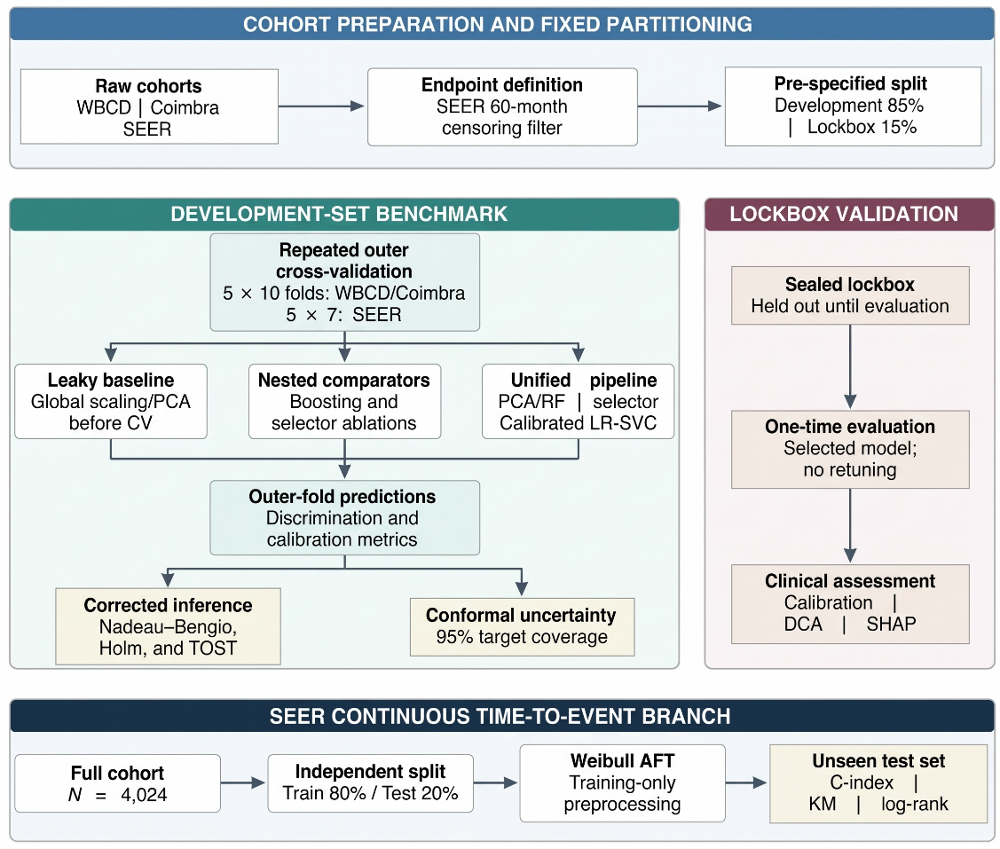 COHORT PREPARATION AND FIXED PARTITIONING
Raw cohorts
WBCD | Coimbra
SEER
Endpoint definition
SEER 60-month
censoring filter
Pre-specified split
Development 85%
| Lockbox 15%
DEVELOPMENT-SET BENCHMARK
Repeated outer
cross-validation
5 × 10 folds: WBCD/Coimbra
5 × 7: SEER
Leaky baseline
Global scaling/PCA
before CV
Nested comparators
Boosting and
selector ablations
Unified pipeline
PCA/RF | selector
Calibrated LR-SVC
Outer-fold predictions
Discrimination and
calibration metrics
Corrected inference
Nadeau–Bengio,
Holm, and TOST
Conformal uncertainty
95% target coverage
LOCKBOX VALIDATION
Sealed lockbox
Held out until evaluation
One-time evaluation
Selected model;
no retuning
Clinical assessment
Calibration |
DCA | SHAP
SEER CONTINUOUS TIME-TO-EVENT BRANCH
Full cohort
N = 4,024
Independent split
Train 80% / Test 20%
Weibull AFT
Training-only
preprocessing
Unseen test set
C-index |
KM | log-rank